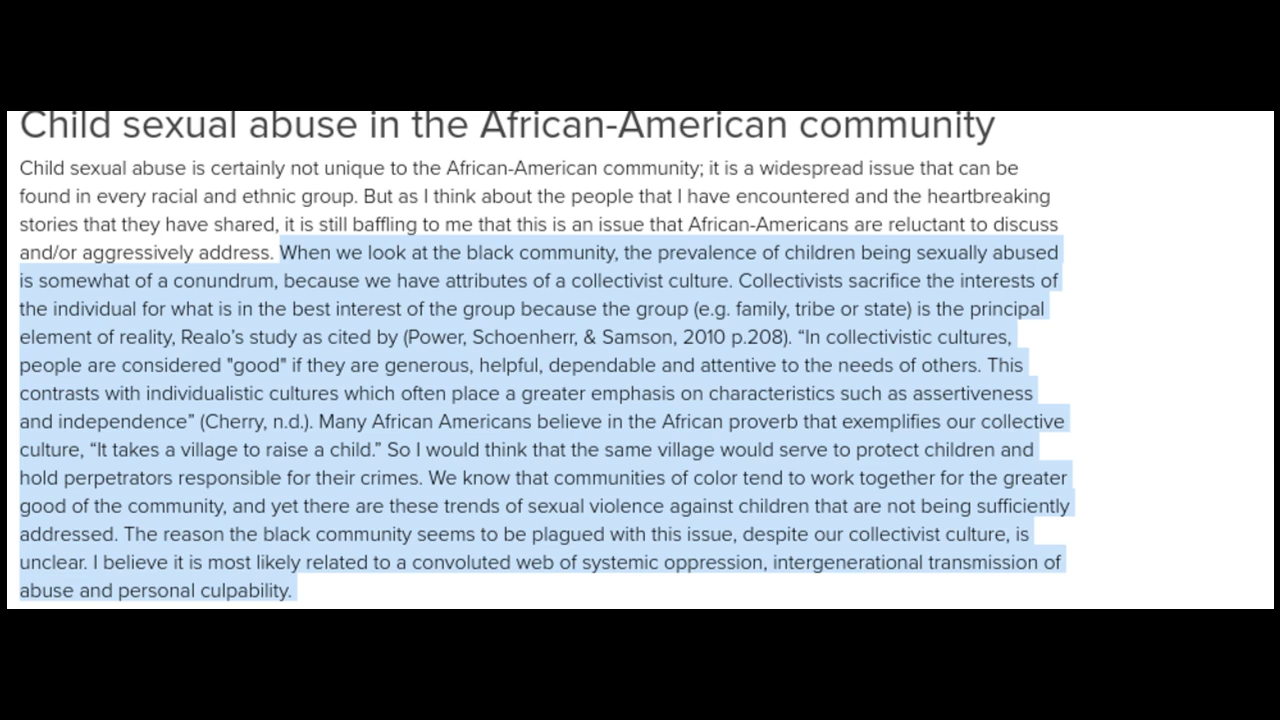 Child sexual abuse in the African-American community
Child sexual abuse is certainly not unique to the African-American community; it is a widespread issue that can be
found in every racial and ethnic group. But as I think about the people that I have encountered and the heartbreaking
stories that they have shared, it is still baffling to me that this is an issue that African-Americans are reluctant to discuss
and/or aggressively address. When we look at the black community, the prevalence of children being sexually abused
is somewhat of a conundrum, because we have attributes of a collectivist culture. Collectivists sacrifice the interests of
the individual for what is in the best interest of the group because the group (e.g. family, tribe or state) is the principal
element of reality, Realo’s study as cited by (Power, Schoenherr, & Samson, 2010 p.208). “In collectivistic cultures,
people are considered "good" if they are generous, helpful, dependable and attentive to the needs of others. This
contrasts with individualistic cultures which often place a greater emphasis on characteristics such as assertiveness
and independence” (Cherry, n.d.). Many African Americans believe in the African proverb that exemplifies our collective
culture, “It takes a village to raise a child.” So I would think that the same village would serve to protect children and
hold perpetrators responsible for their crimes. We know that communities of color tend to work together for the greater
good of the community, and yet there are these trends of sexual violence against children that are not being sufficiently
addressed. The reason the black community seems to be plagued with this issue, despite our collectivist culture, is
unclear. I believe it is most likely related to a convoluted web of systemic oppression, intergenerational transmission of
abuse and personal culpability.